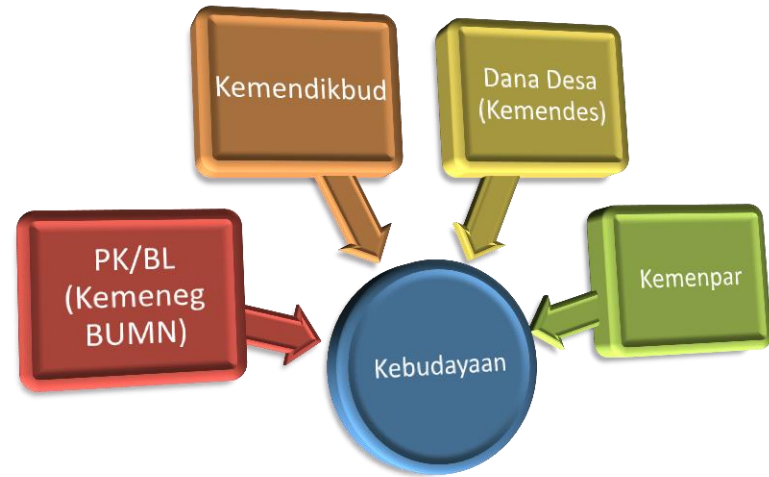 Kemendikbud
Dana Desa
(Kemendes)
PK/BL
(Kemeneg
BUMN)
Kemenpar
Kebudayaan